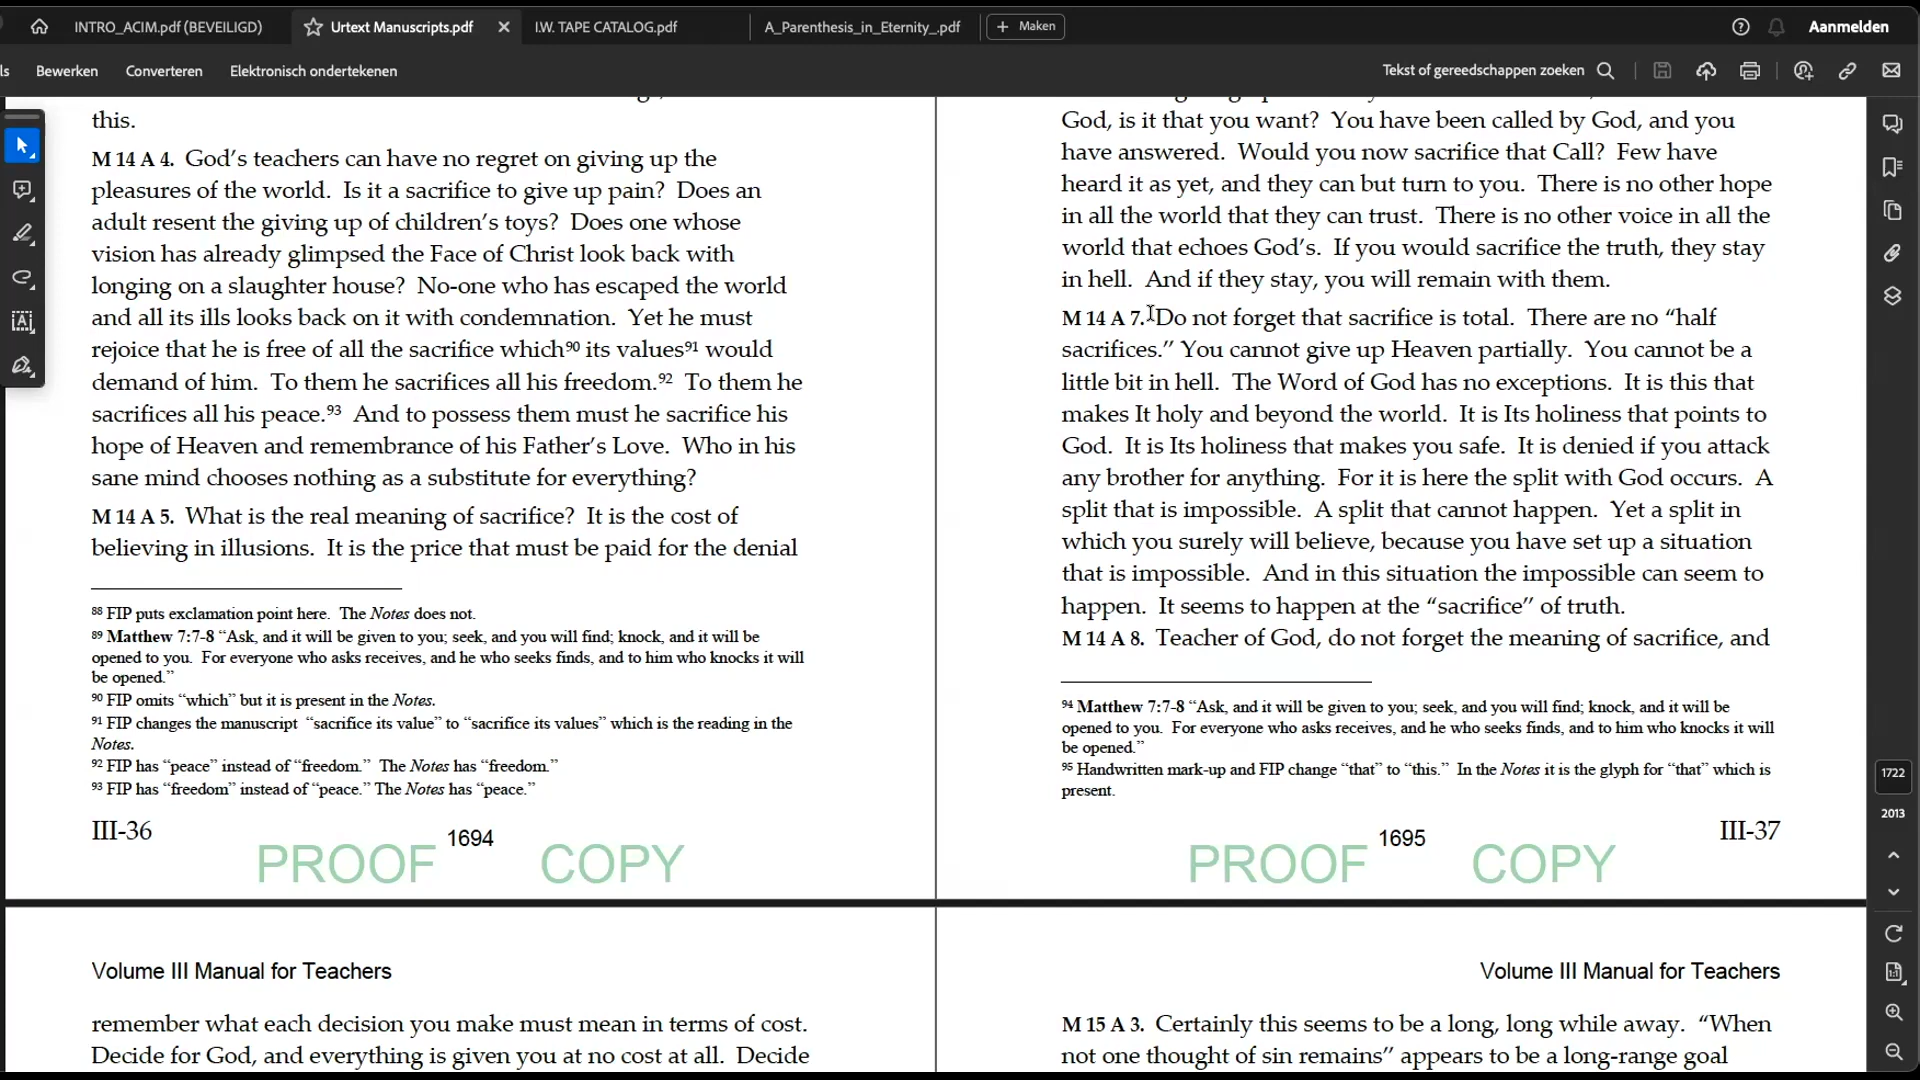 INTRO_ACIM.pdf (BEVEILIGD)
Urtext Manuscripts.pdf
I.W. TAPE CATALOG.pdf
A_Parenthesis_in_Eternity_.pdf
Maken
Aanmelden
ls
Bewerken
Converteren
Elektronisch ondertekenen
Tekst of gereedschappen zoeken
this.
M 14 A 4. God's teachers can have no regret on giving up the
pleasures of the world. Is it a sacrifice to give up pain? Does an
adult resent the giving up of children's toys? Does one whose
vision has already glimpsed the Face of Christ look back with
longing on a slaughter house? No-one who has escaped the world
and all its ills looks back on it with condemnation. Yet he must
rejoice that he is free of all the sacrifice which90 its values91 would
demand of him. To them he sacrifices all his freedom.92 To them he
sacrifices all his peace.93 And to possess them must he sacrifice his
hope of Heaven and remembrance of his Father's Love. Who in his
sane mind chooses nothing as a substitute for everything?
M 14 A 5. What is the real meaning of sacrifice? It is the cost of
believing in illusions. It is the price that must be paid for the denial
88 FIP puts exclamation point here. The Notes does not.
89 Matthew 7:7-8 “Ask, and it will be given to you; seek, and you will find; knock, and it will be
opened to you. For everyone who asks receives, and he who seeks finds, and to him who knocks it will
be opened.”
90 FIP omits “which” but it is present in the Notes.
91 FIP changes the manuscript “sacrifice its value” to “sacrifice its values” which is the reading in the
Notes.
92 FIP has “peace” instead of “freedom.” The Notes has “freedom.”
93 FIP has “freedom” instead of “peace.” The Notes has “peace.”
III-36
1694
PROOF COPY
God, is it that you want? You have been called by God, and you
have answered. Would you now sacrifice that Call? Few have
heard it as yet, and they can but turn to you. There is no other hope
in all the world that they can trust. There is no other voice in all the
world that echoes God's. If you would sacrifice the truth, they stay
in hell. And if they stay, you will remain with them.
M 14 A 7. Do not forget that sacrifice is total. There are no “half
sacrifices.” You cannot give up Heaven partially. You cannot be a
little bit in hell. The Word of God has no exceptions. It is this that
makes It holy and beyond the world. It is Its holiness that points to
God. It is Its holiness that makes you safe. It is denied if you attack
any brother for anything. For it is here the split with God occurs. A
split that is impossible. A split that cannot happen. Yet a split in
which you surely will believe, because you have set up a situation
that is impossible. And in this situation the impossible can seem to
happen. It seems to happen at the “sacrifice” of truth.
M 14 A 8. Teacher of God, do not forget the meaning of sacrifice, and
94 Matthew 7:7-8 “Ask, and it will be given to you; seek, and you will find; knock, and it will be
opened to you. For everyone who asks receives, and he who seeks finds, and to him who knocks it will
be opened.”
95 Handwritten mark-up and FIP change “that” to “this.” In the Notes it is the glyph for “that” which is
present.
1695
III-37
PROOF COPY
1722
2013
Volume III Manual for Teachers
remember what each decision you make must mean in terms of cost.
Decide for God, and everything is given you at no cost at all. Decide
Volume III Manual for Teachers
M 15 A 3. Certainly this seems to be a long, long while away. “When
not one thought of sin remains” appears to be a long-range goal